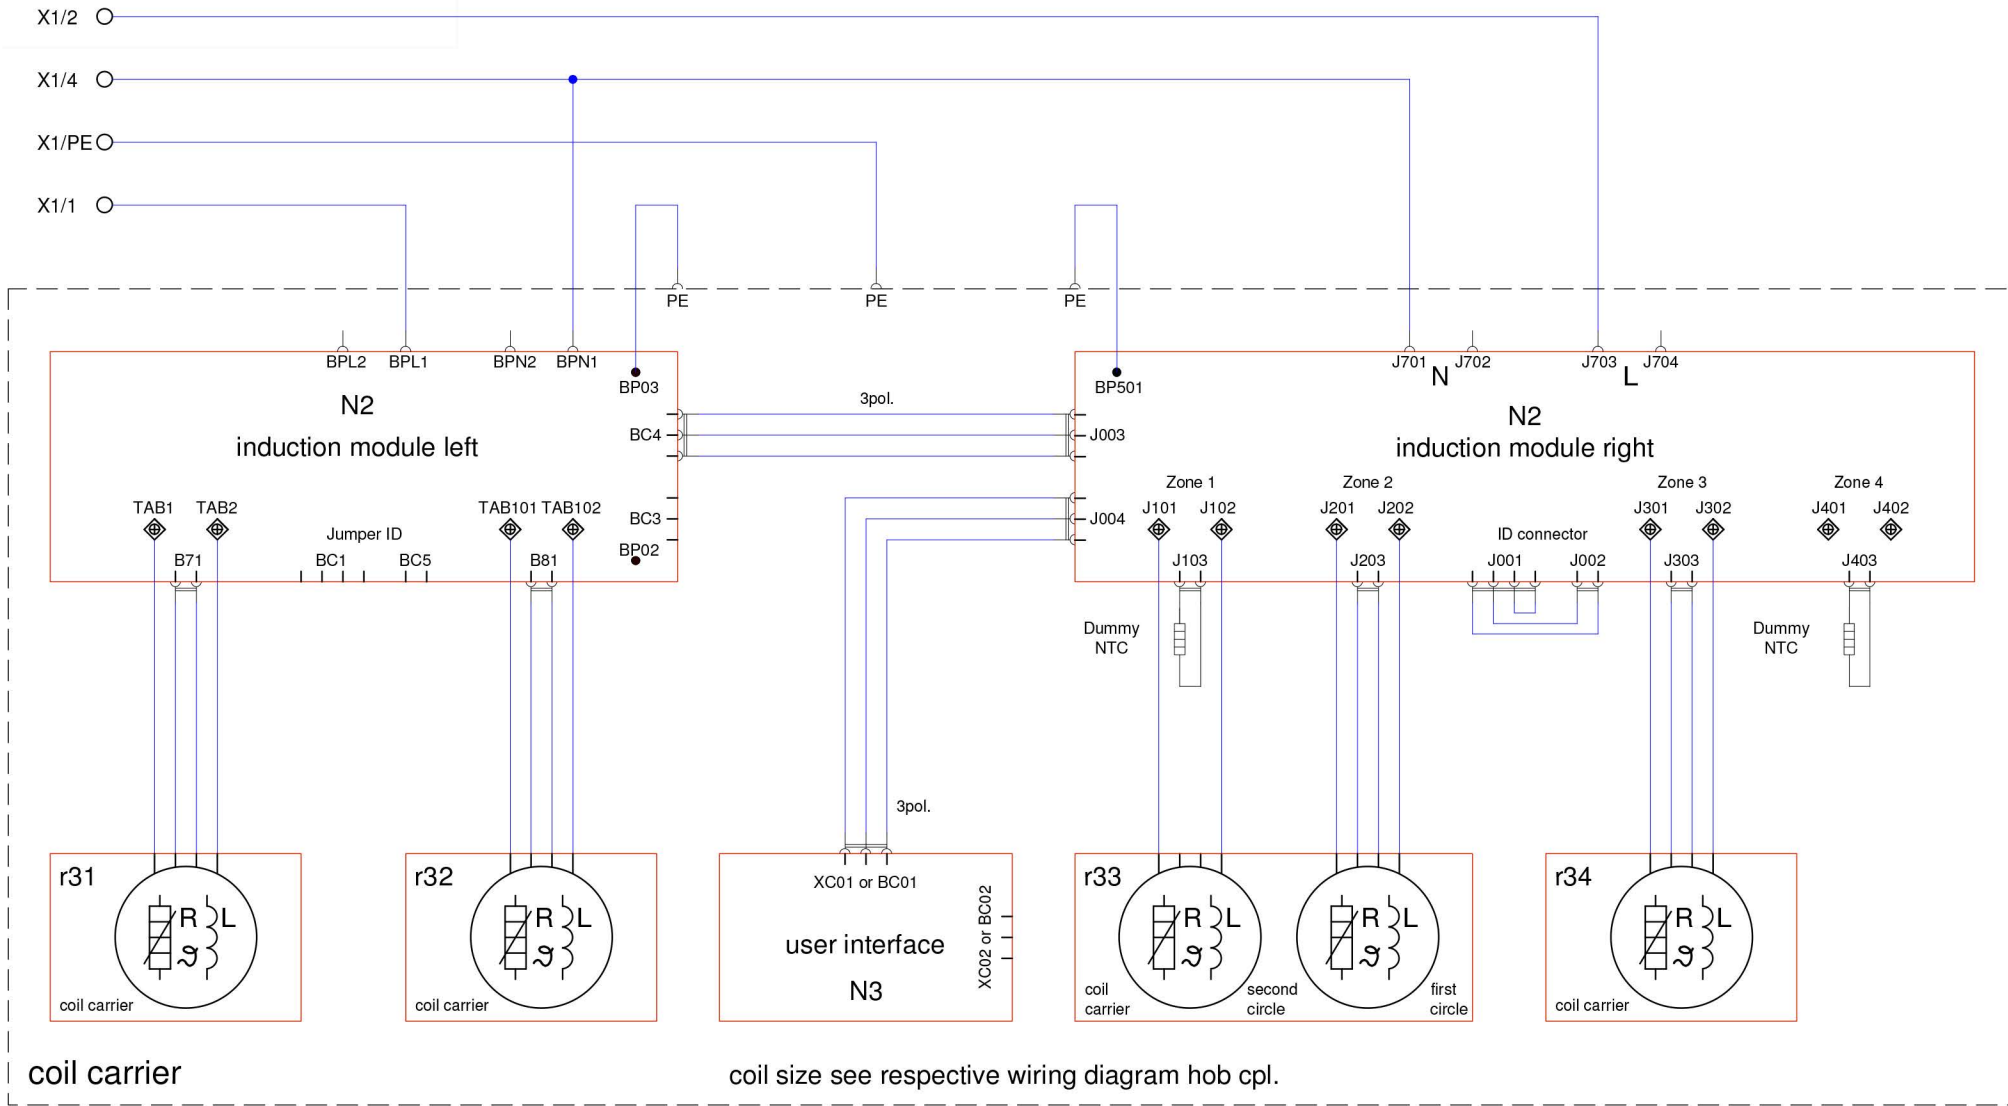 X1/2
X1/4
X1/PE
X1/1
PE
PE
PE
BPL2
BPL1
BPN2
BPN1
BP03
N2
induction module left
BC4
BC3
BP02
TAB1
TAB2
TAB101
TAB102
Jumper ID
B71
BC1
BC5
B81
3pol.
BP501
J701
N
J702
J703
L
J704
N2
induction module right
J003
J004
Zone 1
Zone 2
Zone 3
Zone 4
J101
J102
J201
J202
J301
J302
J401
J402
ID connector
J103
J203
J001
J002
J303
J403
Dummy
NTC
Dummy
NTC
3pol.
r31
R
L
ϑ
coil carrier
r32
R
L
ϑ
coil carrier
XC01 or BC01
XC02 or BC02
user interface
N3
r33
R
L
ϑ
coil
carrier
second
circle
R
L
ϑ
first
circle
r34
R
L
ϑ
coil carrier
coil carrier
coil size see respective wiring diagram hob cpl.